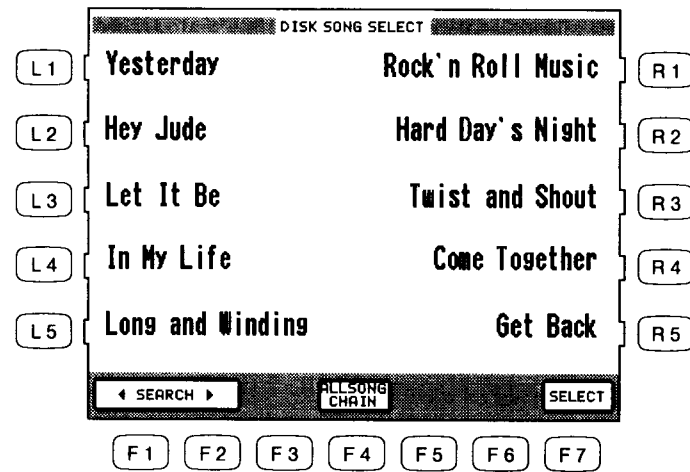 DISK SONG SELECT
L1 Yesterday Rock'n Roll Music R1
L2 Hey Jude Hard Day's Night R2
L3 Let It Be Twist and Shout R3
L4 In My Life Come Together R4
L5 Long and Winding Get Back R5
SEARCH ALLSONG CHAIN SELECT
F1 F2 F3 F4 F5 F6 F7